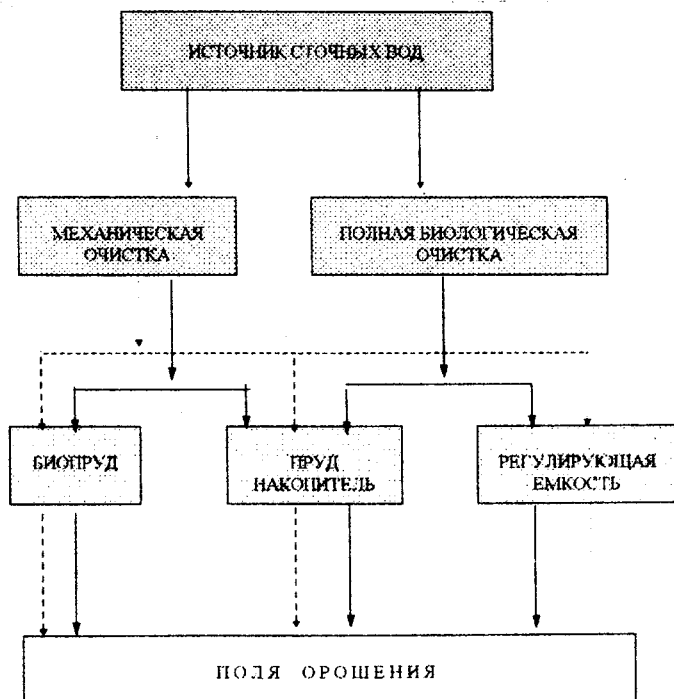 ИСТОЧНИК СТОЧНЫХ ВОД
МЕХАНИЧЕСКАЯ
ОЧИСТКА
ПОЛНАЯ БИОЛОГИЧЕСКАЯ
ОЧИСТКА
БИОПРУД
ПРУД
НАКОПИТЕЛЬ
РЕГУЛИРУЮЩАЯ
ЕМКОСТЬ
ПОЛЯ ОРОШЕНИЯ